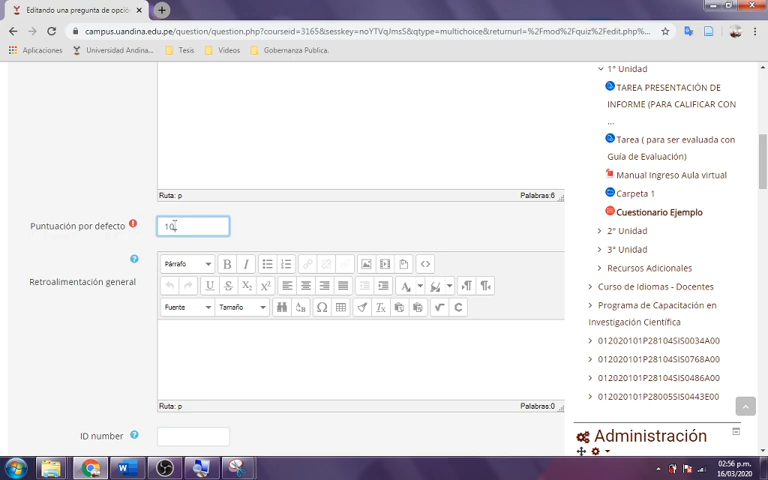 Editando una pregunta de opció
campus.uandina.edu.pe/question/question.php?courseid=3165&sesskey=noYTVqJmsS&qtype=multichoice&returnurl=%2Fmod%2Fquiz%2Fedit.php%...
Aplicaciones
Universidad Andina...
Tesis
Videos
Gobernanza Publica.
1° Unidad
TAREA PRESENTACIÓN DE
INFORME (PARA CALIFICAR CON
...
Tarea ( para ser evaluada con
Guía de Evaluación)
Manual Ingreso Aula virtual
Carpeta 1
Cuestionario Ejemplo
2° Unidad
3° Unidad
Recursos Adicionales
Curso de Idiomas - Docentes
Programa de Capacitación en
Investigación Científica
012020101P28104SIS0034A00
012020101P28104SIS0768A00
012020101P28104SIS0486A00
012020101P28005SIS0443E00
Administración
Ruta: p
Palabras:6
Puntuación por defecto
10
Retroalimentación general
Párrafo
Fuente
Tamaño
Ruta: p
Palabras:0
ID number
02:56 p.m.
16/03/2020